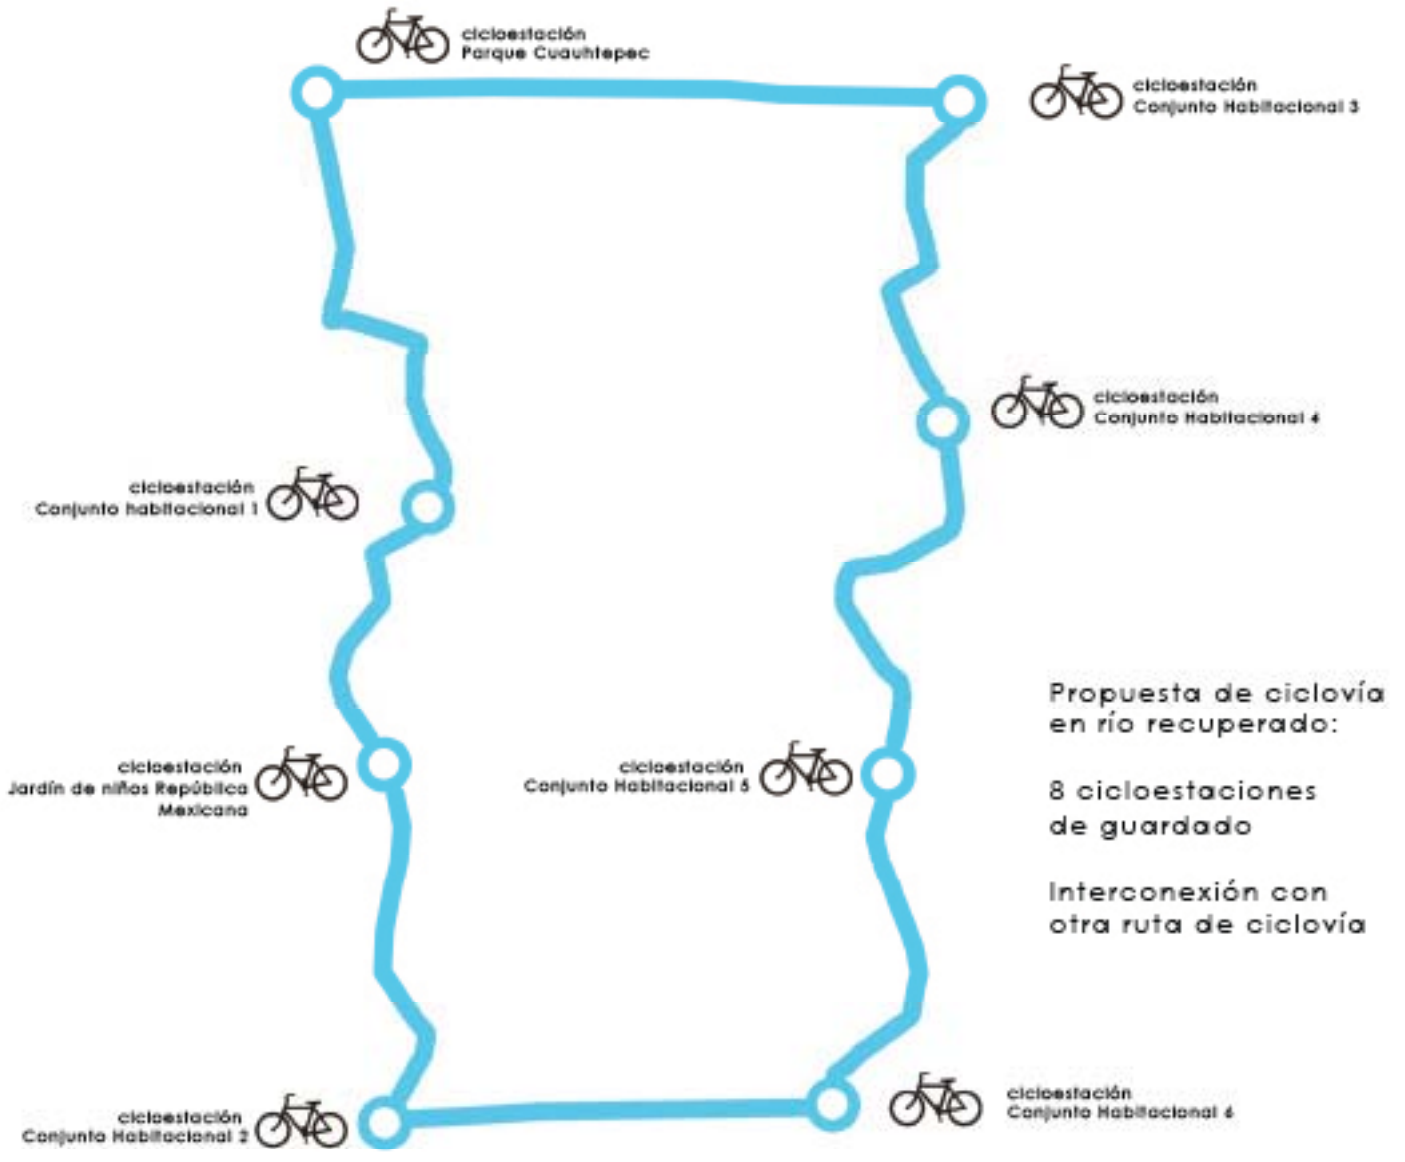 cicloestación
Parque Cuauhtepec
cicloestación
Conjunto Habitacional 3
cicloestación
Conjunto Habitacional 4
cicloestación
Conjunto habitacional 1
cicloestación
Jardín de niños República
Mexicana
cicloestación
Conjunto Habitacional 5
Propuesta de ciclovía
en río recuperado:
8 cicloestaciones
de guardado
Interconexión con
otra ruta de ciclovía
cicloestación
Conjunto Habitacional 2
cicloestación
Conjunto Habitacional 6